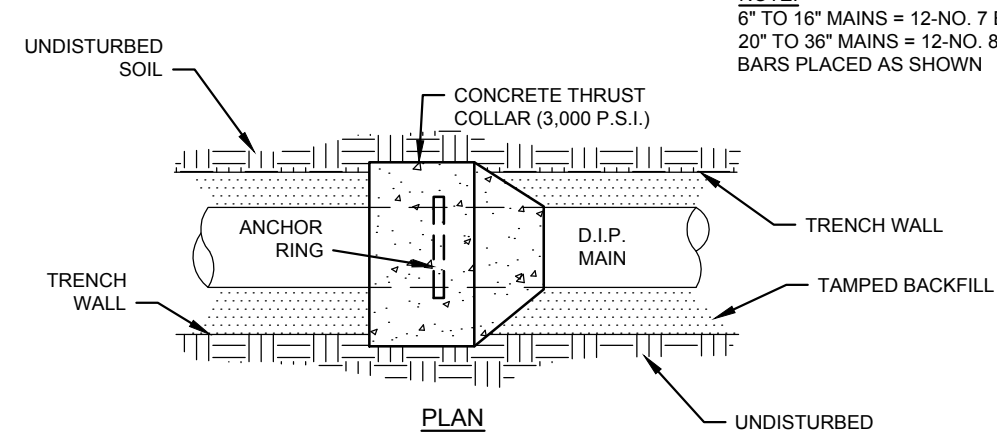 6" TO 16" MAINS = 12-NO. 7
20" TO 36" MAINS = 12-NO. 8
BARS PLACED AS SHOWN
UNDISTURBED
SOIL
CONCRETE THRUST
COLLAR (3,000 P.S.I.)
ANCHOR
RING
D.I.P.
MAIN
TRENCH WALL
TRENCH
WALL
TAMPED BACKFILL
PLAN
UNDISTURBED